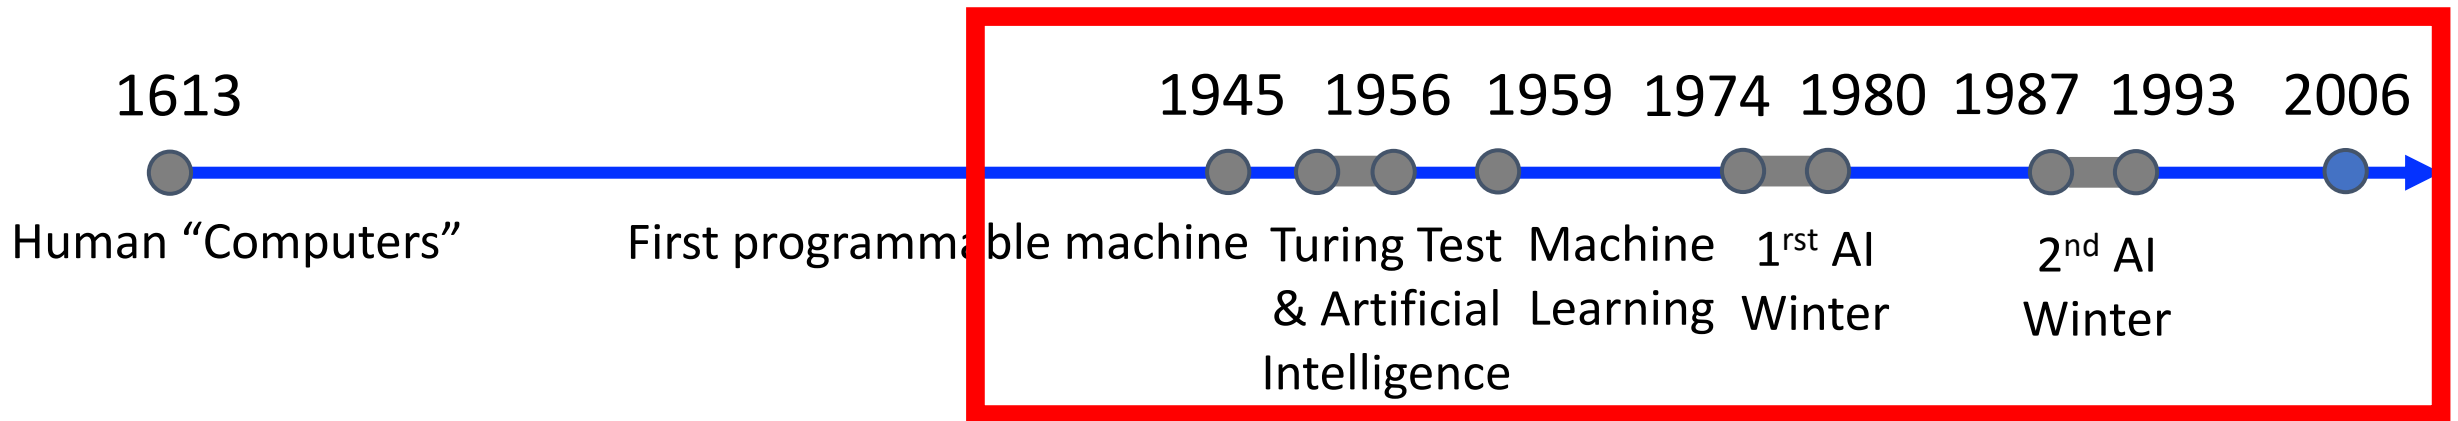 1613 1945 1956 1959 1974 1980 1987 1993 2006
Human “Computers”
First programmable machine
Turing Test
& Artificial
Intelligence
Machine
Learning
1rst AI
Winter
2nd AI
Winter